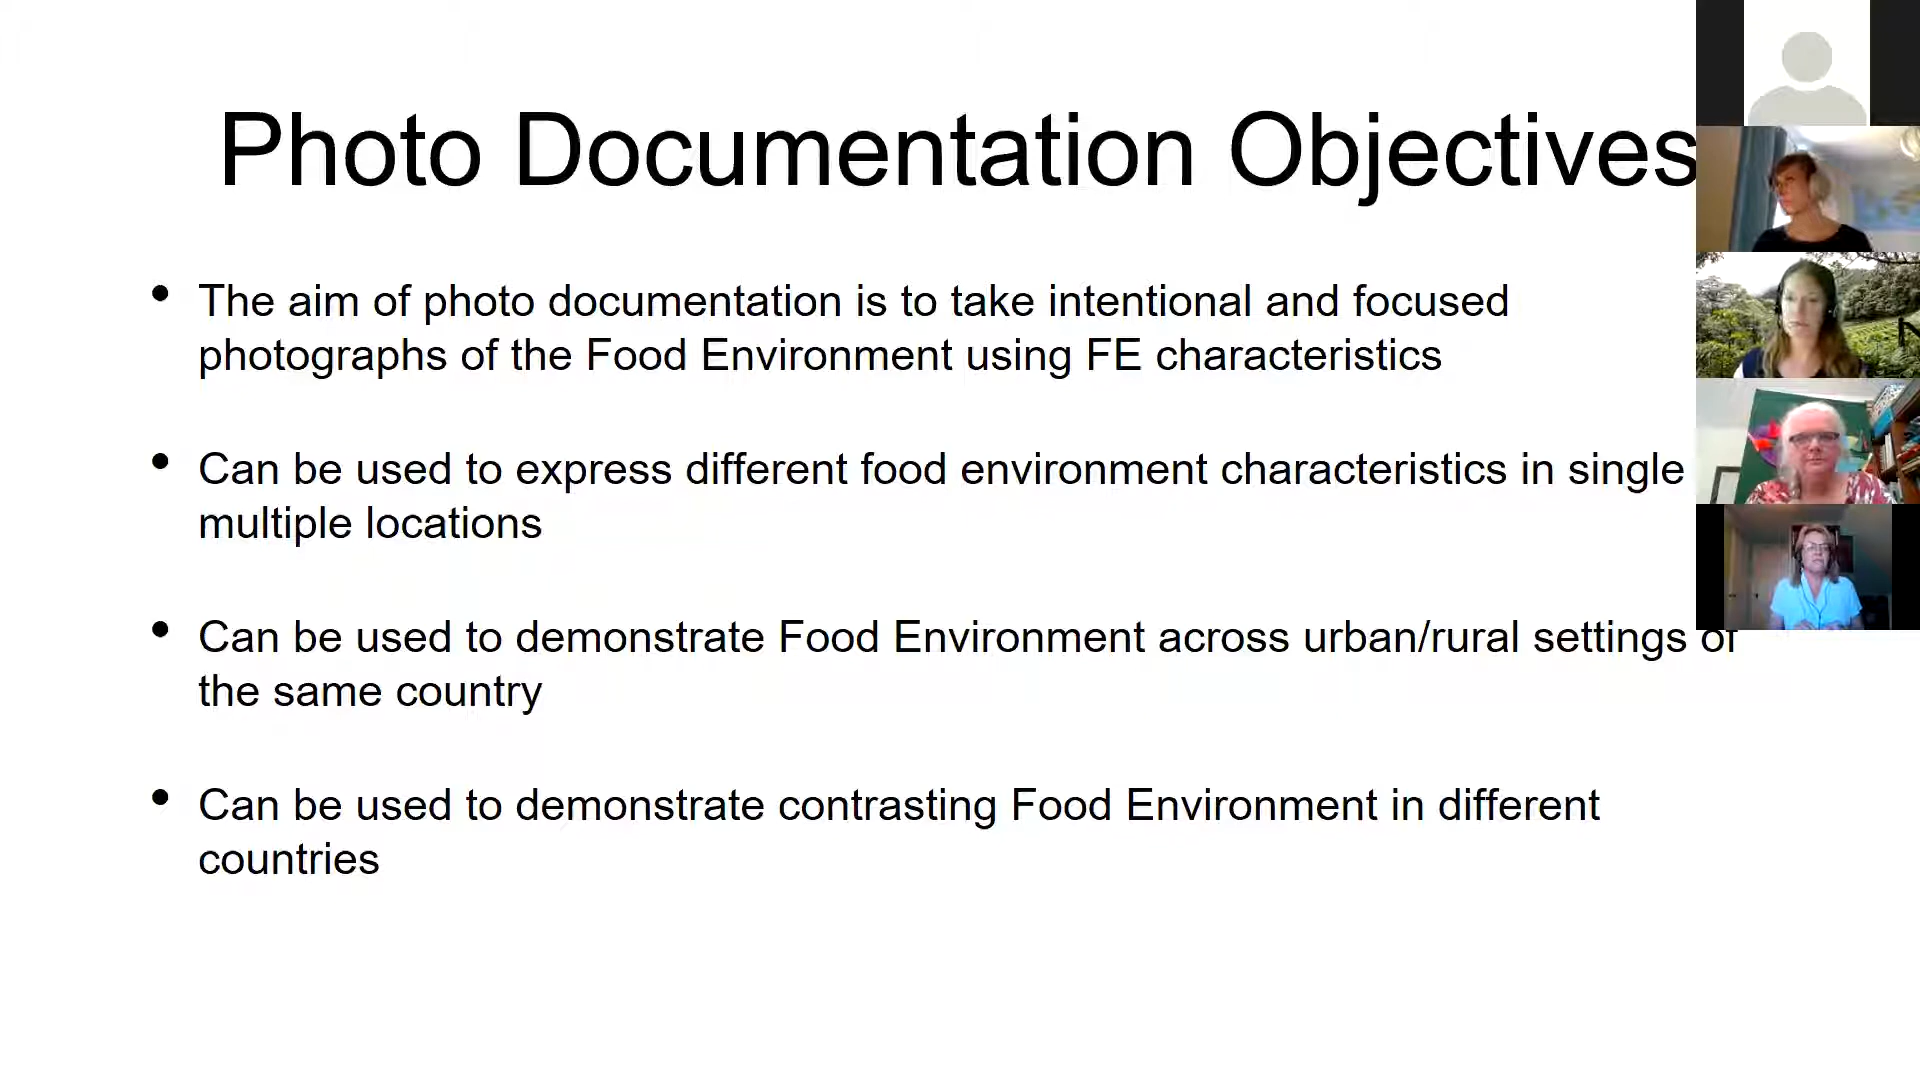 Photo Documentation Objectives
• The aim of photo documentation is to take intentional and focused
photographs of the Food Environment using FE characteristics
• Can be used to express different food environment characteristics in single
multiple locations
• Can be used to demonstrate Food Environment across urban/rural settings of
the same country
• Can be used to demonstrate contrasting Food Environment in different
countries